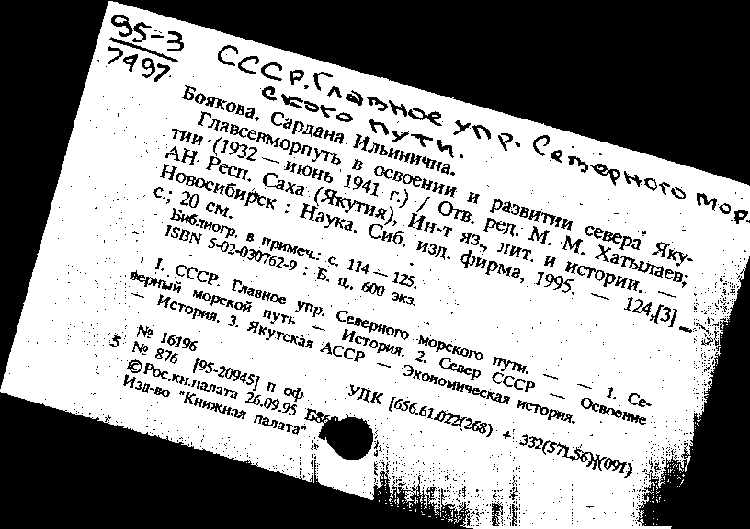 95-3
7497
СССР. Главное упр. Северного мор
ского пути.
Боякова, Сардана Ильинична.
Главсевморпуть в освоении и развитии севера Яку-
тии (1932 — июнь 1941 г.) / Отв. ред. М. М. Хатылаев;
АН Респ. Саха (Якутия), Ин-т яз., лит. и истории. —
Новосибирск : Наука. Сиб. изд. фирма, 1995. — 124,[3]
с.; 20 см.
Библиогр. в примеч.: с. 114—125.
ISBN 5-02-030762-9 : Б. ц., 600 экз.
I. СССР. Главное упр. Северного морского пути. — — 1. Се-
верный морской путь — История. 2. Север СССР — Освоение
— История. 3. Якутская АССР — Экономическая история.
№ 16196
5 № 876 [95-20945] п оф УДК [656.61.022(268) + 332(571.56)](091)
©Рос.кн.палата 26.09.95
Изд-во "Книжная палата"